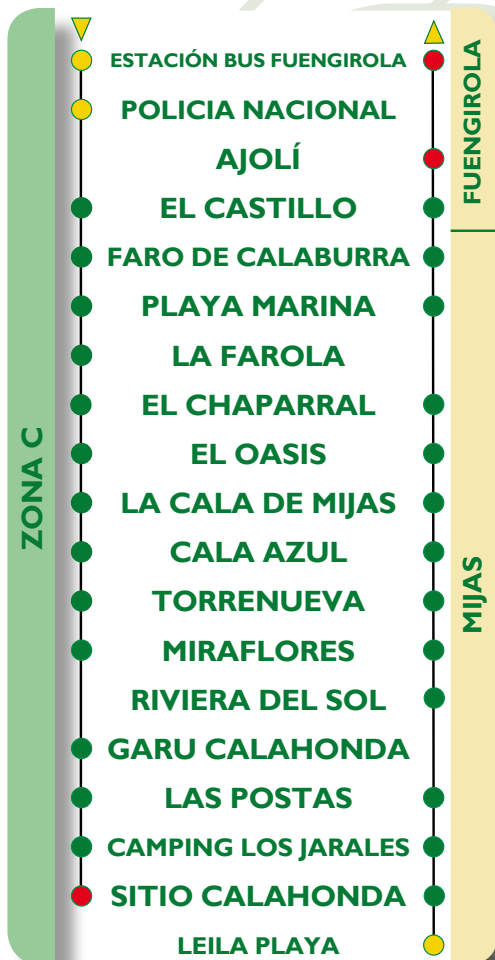 ZONA C
ESTACIÓN BUS FUENGIROLA
POLICIA NACIONAL
AJOLÍ
EL CASTILLO
FARO DE CALABURRA
PLAYA MARINA
LA FAROLA
EL CHAPARRAL
EL OASIS
LA CALA DE MIJAS
CALA AZUL
TORRENUEVA
MIRAFLORES
RIVIERA DEL SOL
GARU CALAHONDA
LAS POSTAS
CAMPING LOS JARALES
SITIO CALAHONDA
LEILA PLAYA
FUENGIROLA
MIJAS